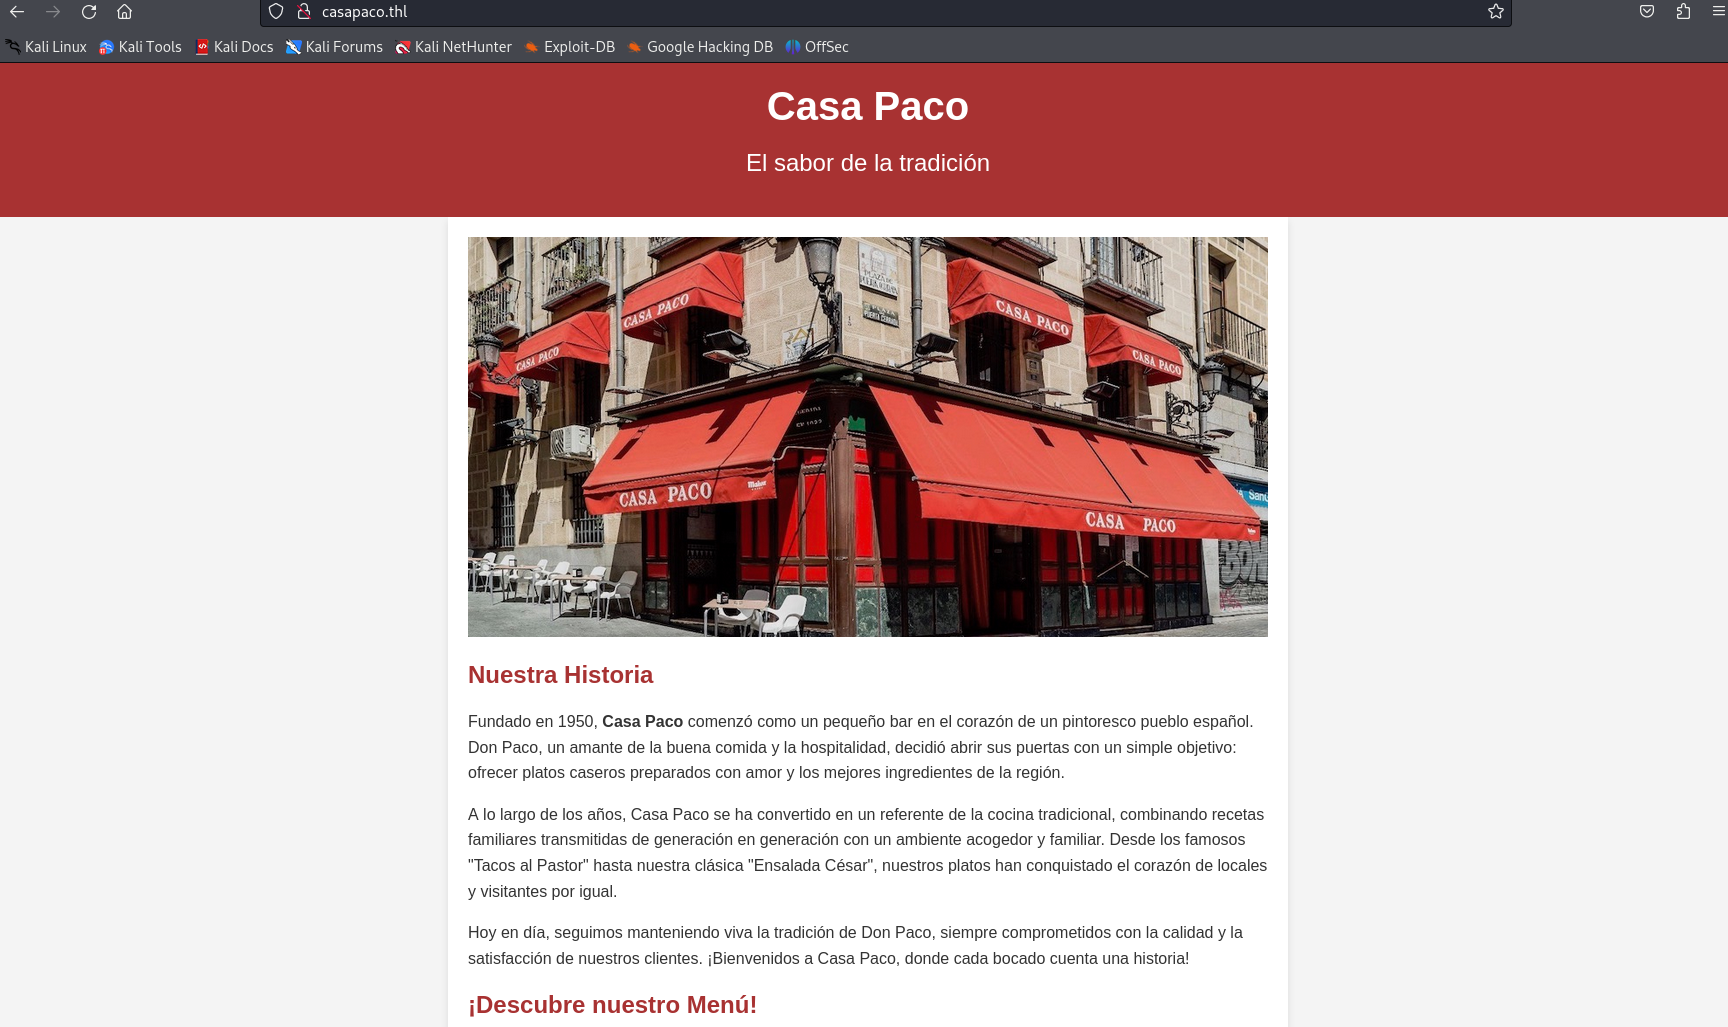 casapaco.thl
Kali Linux Kali Tools Kali Docs Kali Forums Kali NetHunter Exploit-DB Google Hacking DB OffSec
Casa Paco
El sabor de la tradición
CASA PACO
CASA PACO
CASA PACO
CASA PACO
CASA PACO
CASA PACO
Nuestra Historia
Fundado en 1950, Casa Paco comenzó como un pequeño bar en el corazón de un pintoresco pueblo español.
Don Paco, un amante de la buena comida y la hospitalidad, decidió abrir sus puertas con un simple objetivo:
ofrecer platos caseros preparados con amor y los mejores ingredientes de la región.
A lo largo de los años, Casa Paco se ha convertido en un referente de la cocina tradicional, combinando recetas
familiares transmitidas de generación en generación con un ambiente acogedor y familiar. Desde los famosos
"Tacos al Pastor" hasta nuestra clásica "Ensalada César", nuestros platos han conquistado el corazón de locales
y visitantes por igual.
Hoy en día, seguimos manteniendo viva la tradición de Don Paco, siempre comprometidos con la calidad y la
satisfacción de nuestros clientes. ¡Bienvenidos a Casa Paco, donde cada bocado cuenta una historia!
¡Descubre nuestro Menú!